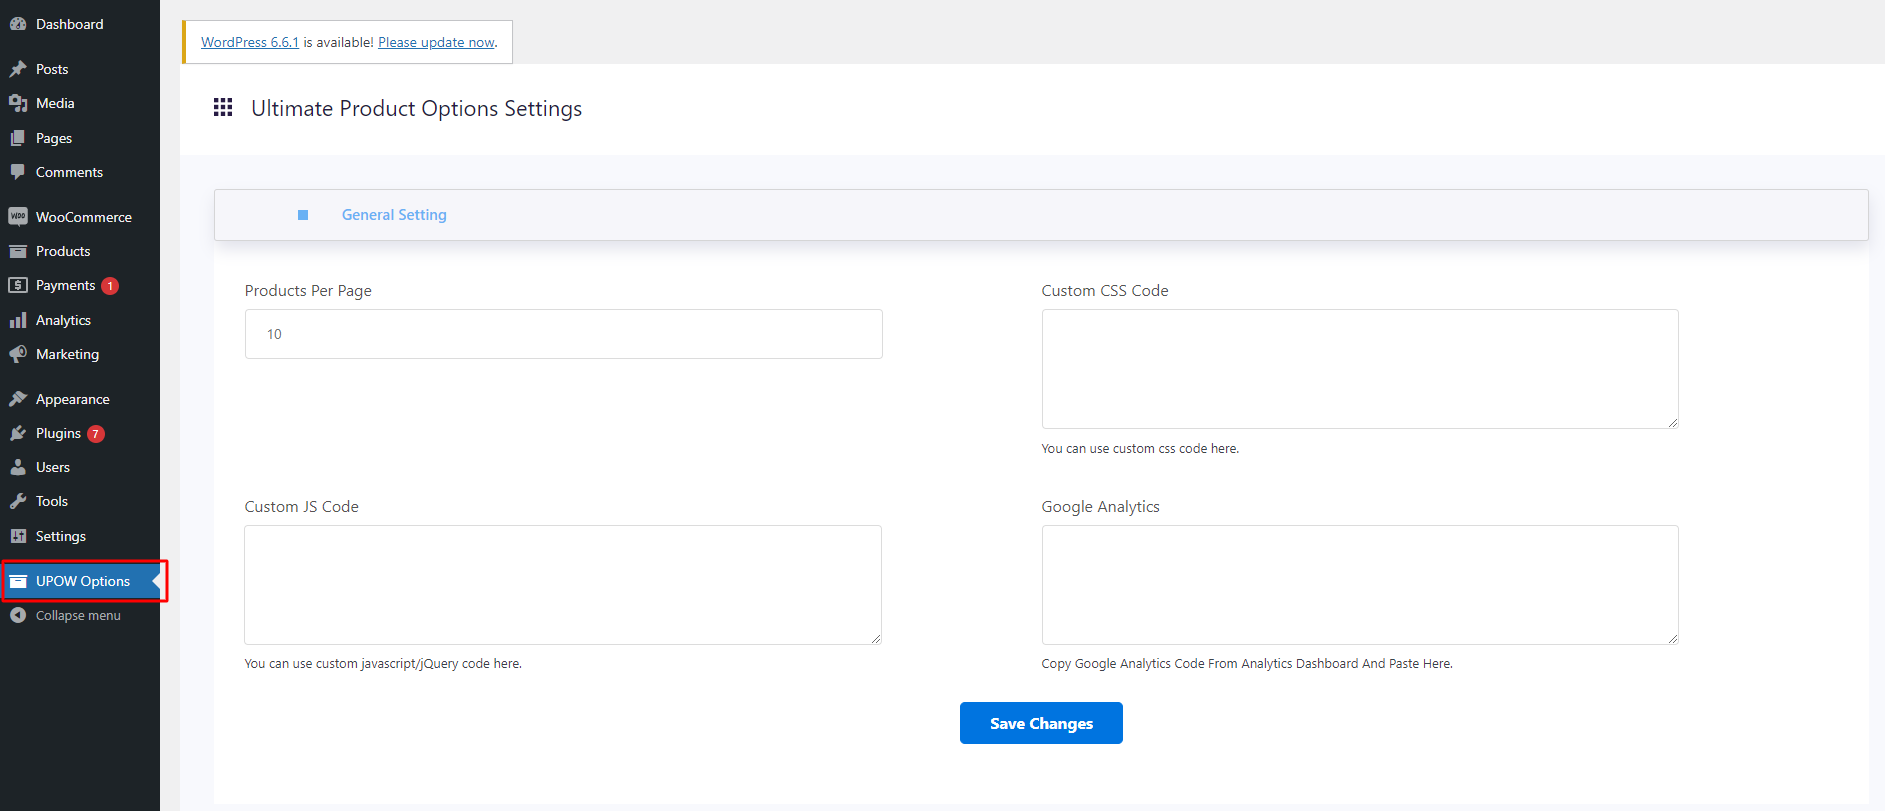 Dashboard
Posts
Media
Pages
Comments
WOO WooCommerce
Products
Payments 1
Analytics
Marketing
Appearance
Plugins 7
Users
Tools
Settings
UPOW Options
Collapse menu
WordPress 6.6.1 is available! Please update now.
Ultimate Product Options Settings
General Setting
Products Per Page
10
Custom CSS Code
You can use custom css code here.
Custom JS Code
You can use custom javascript/jQuery code here.
Google Analytics
Copy Google Analytics Code From Analytics Dashboard And Paste Here.
Save Changes